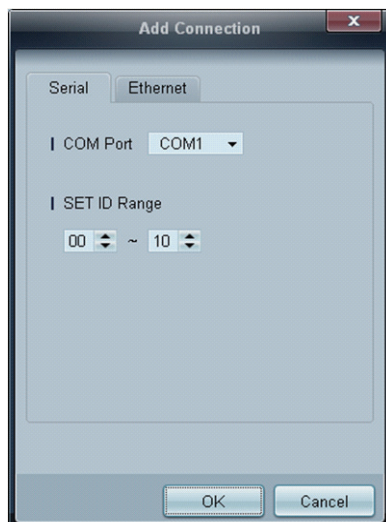 Add Connection
Serial Ethernet
COM Port COM1
SET ID Range
00 ~ 10
OK Cancel